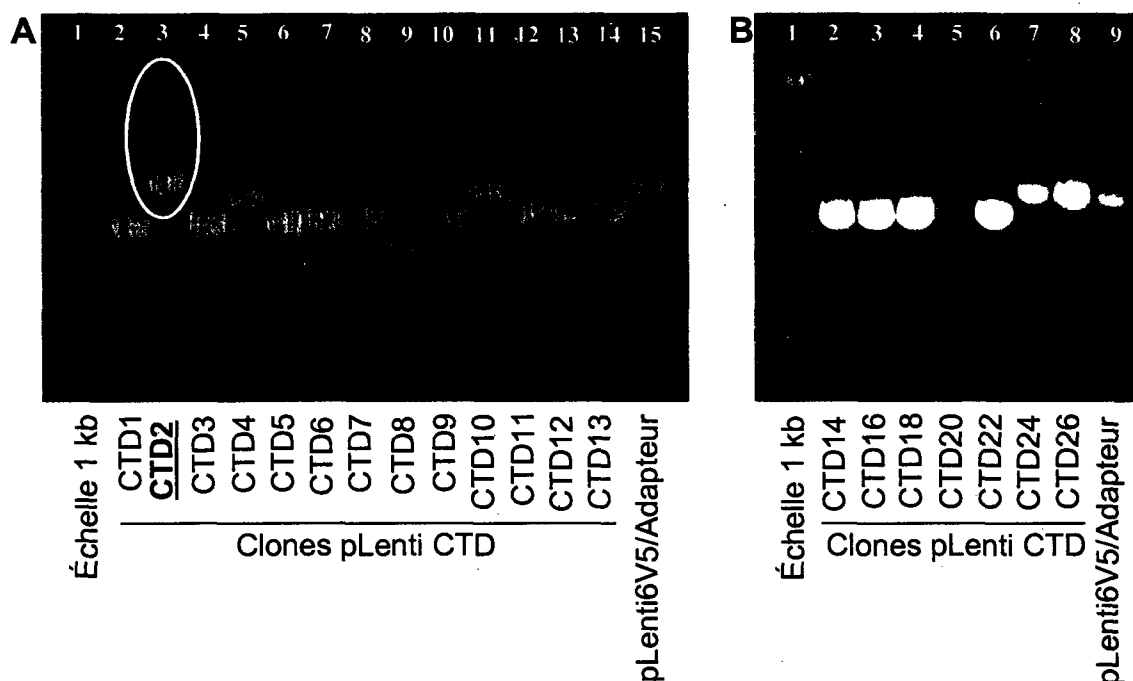 A
1 2 3 4 5 6 7 8 9 10 11 12 13 14 15
Échelle 1 kb
CTD1
CTD2
CTD3
CTD4
CTD5
CTD6
CTD7
CTD8
CTD9
CTD10
CTD11
CTD12
CTD13
pLenti6V5/Adapteur
Clones pLenti CTD
B
1 2 3 4 5 6 7 8 9
Échelle 1 kb
CTD14
CTD16
CTD18
CTD20
CTD22
CTD24
CTD26
pLenti6V5/Adapteur
Clones pLenti CTD